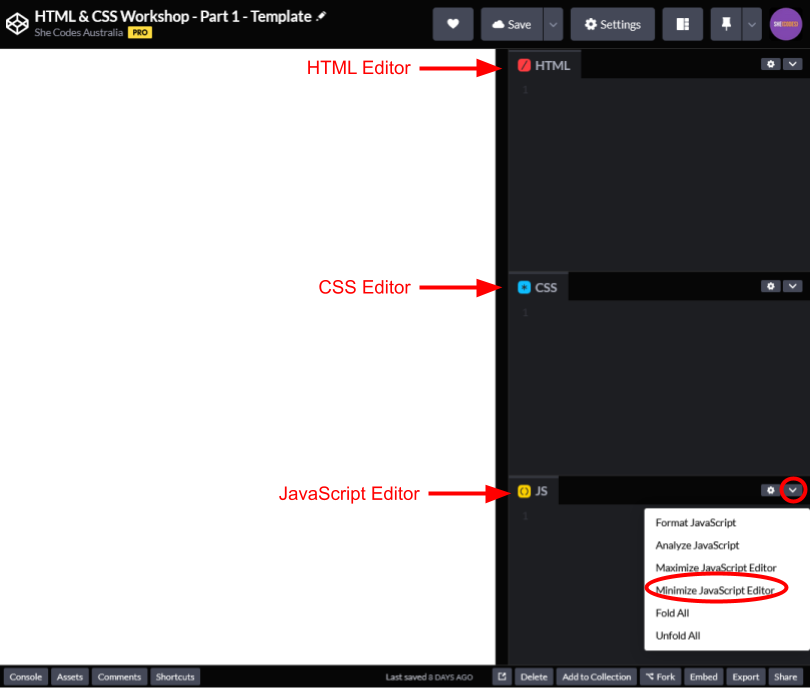 HTML & CSS Workshop - Part 1 - Template
She Codes Australia PRO
Save
Settings
SHECODES
HTML Editor
HTML
1
CSS Editor
CSS
1
JavaScript Editor
JS
1
Format JavaScript
Analyze JavaScript
Maximize JavaScript Editor
Minimize JavaScript Editor
Fold All
Unfold All
Console Assets Comments Shortcuts Last saved 8 DAYS AGO Delete Add to Collection Fork Embed Export Share